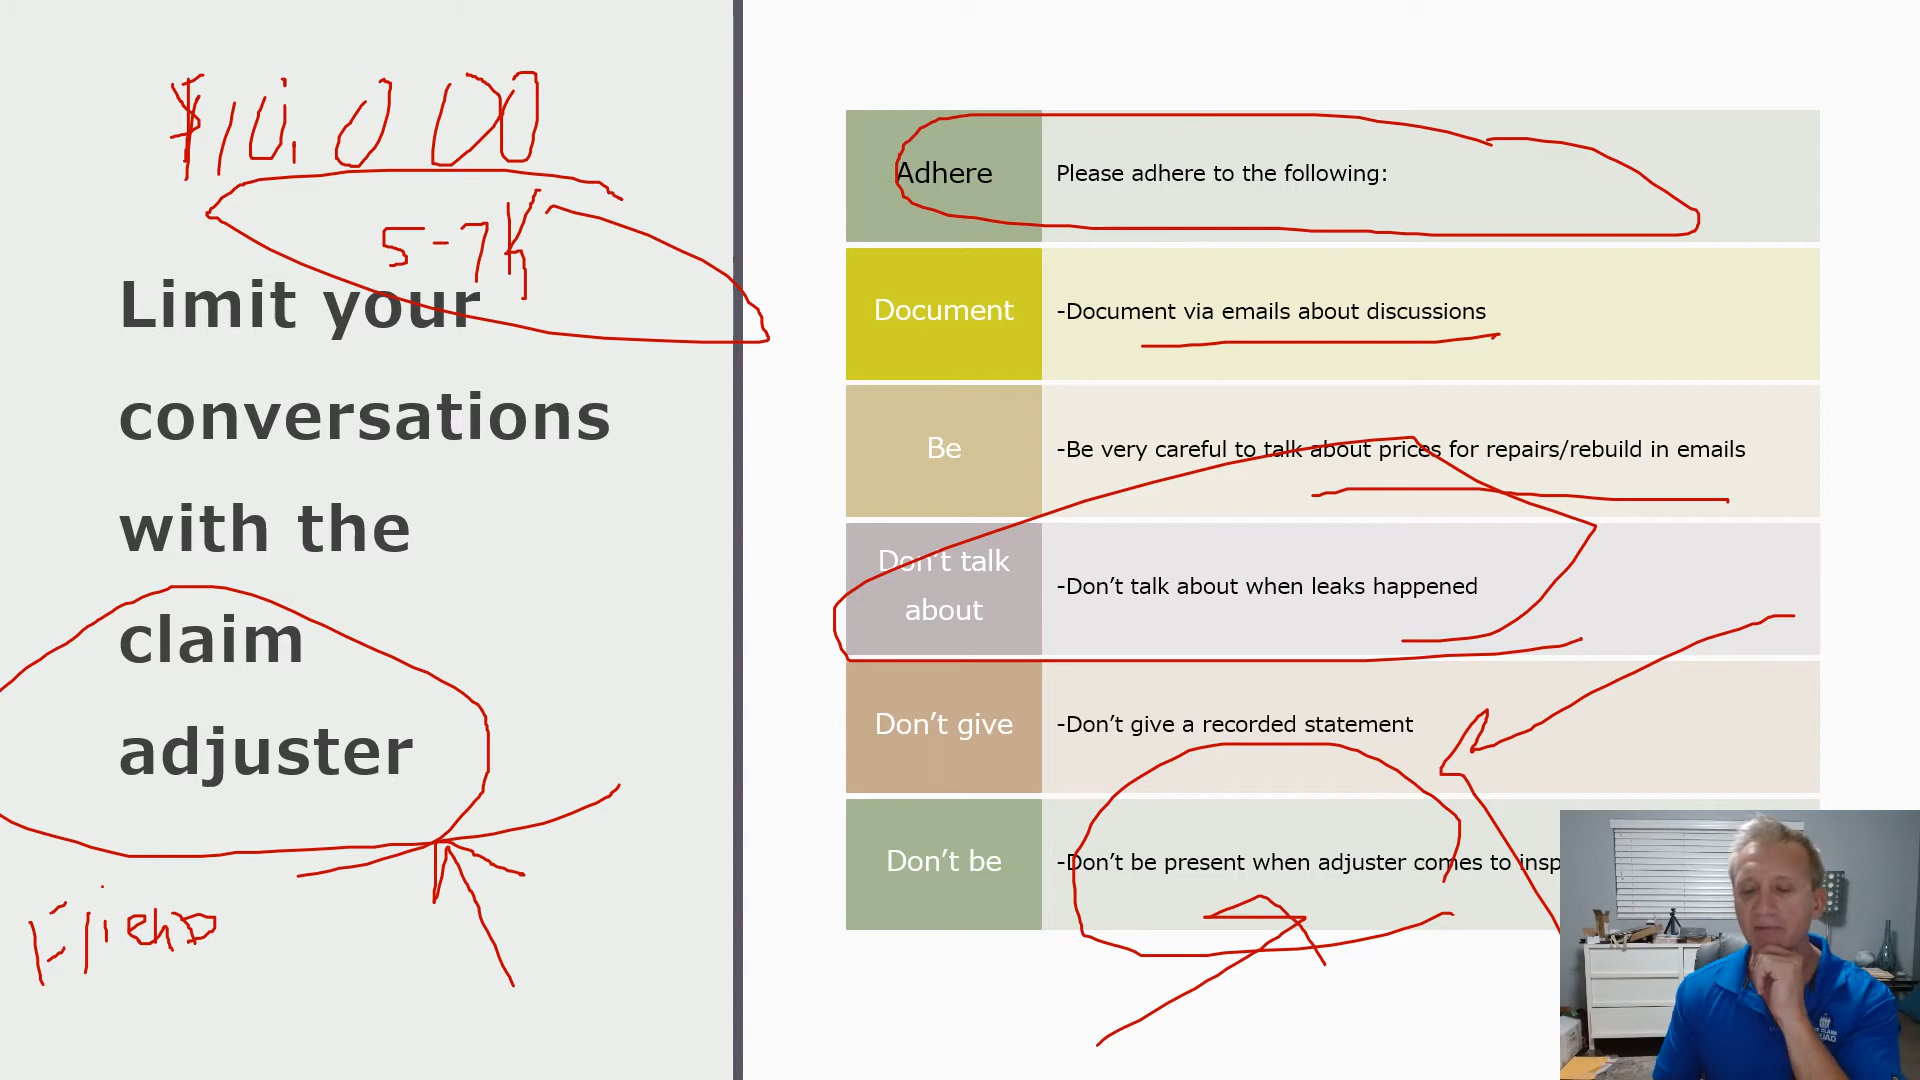 $10,000
5-7K
Limit your
conversations
with the
claim
adjuster
Adhere
Please adhere to the following:
Document
-Document via emails about discussions
Be
-Be very careful to talk about prices for repairs/rebuild in emails
Don’t talk
about
-Don’t talk about when leaks happened
Don’t give
-Don’t give a recorded statement
Don’t be
-Don’t be present when adjuster comes to insp
CLAIM